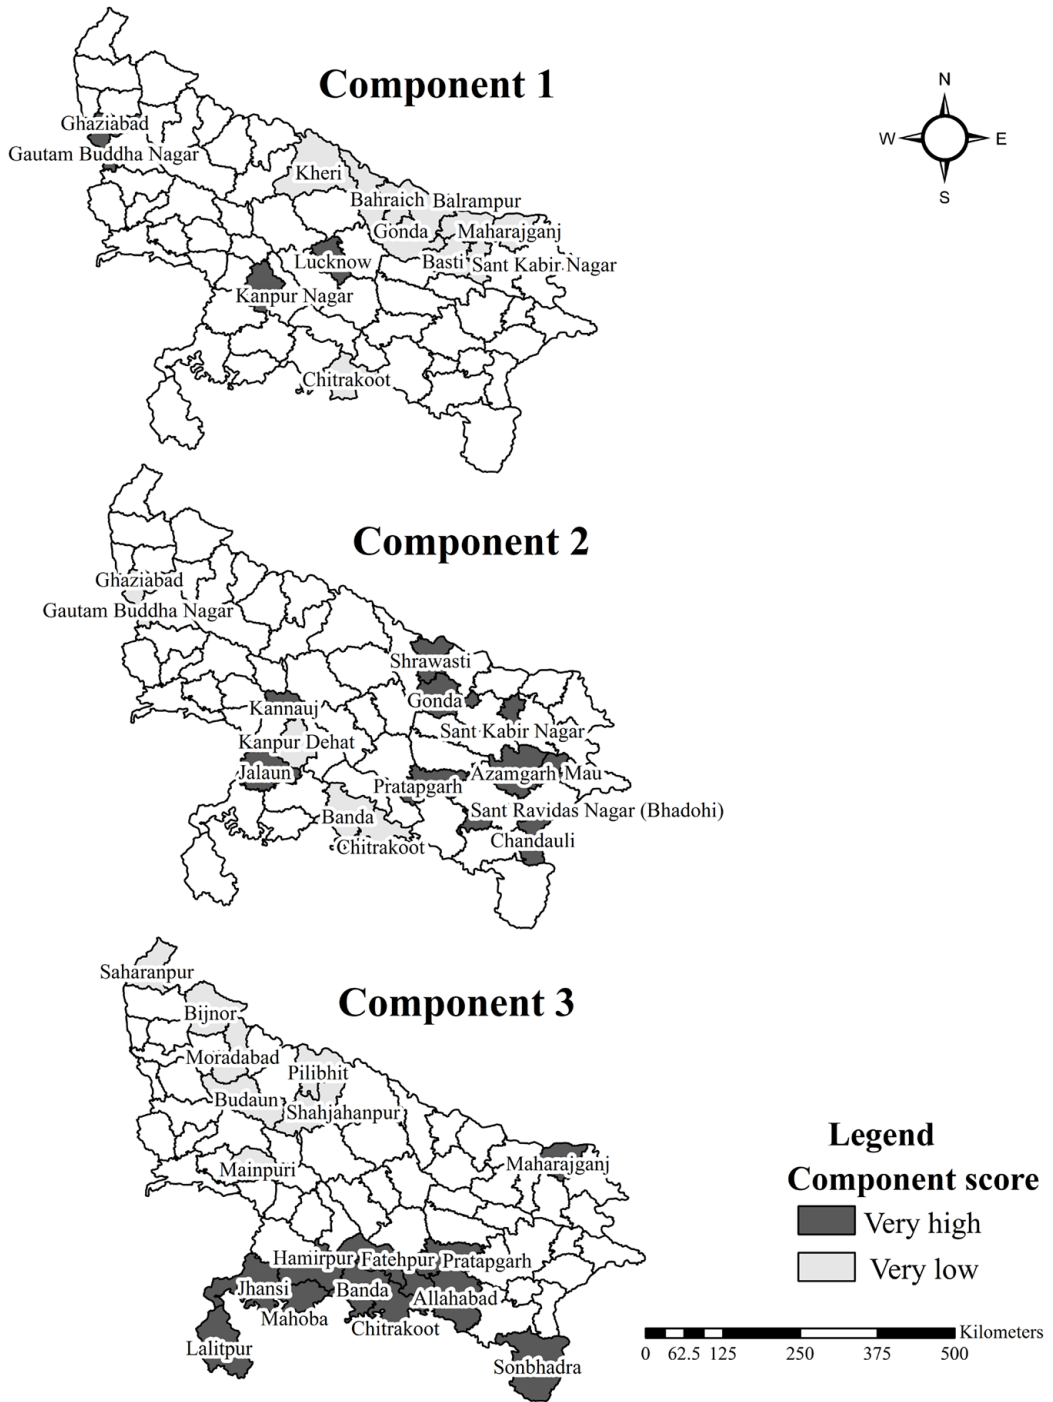 Component 1
N
W E
S
Ghaziabad
Gautam Buddha Nagar
Kheri
Bahraich Balrampur
Gonda Maharajganj
Lucknow Basti Sant Kabir Nagar
Kanpur Nagar
Chitrakoot
Component 2
Ghaziabad
Gautam Buddha Nagar
Shrawasti
Kannauj Gonda
Sant Kabir Nagar
Kanpur Dehat
Jalaun Pratapgarh Azamgarh Mau
Banda Sant Ravidas Nagar (Bhadohi)
Chitrakoot Chandauli
Component 3
Saharanpur
Bijnor
Moradabad
Pilibhit
Budaun
Shahjahanpur
Mainpuri Maharajganj
Hamirpur Fatehpur Pratapgarh
Jhansi Banda Allahabad
Mahoba Chitrakoot
Lalitpur
Sonbhadra
Legend
Component score
Very high
Very low
Kilometers
0 62.5 125 250 375 500